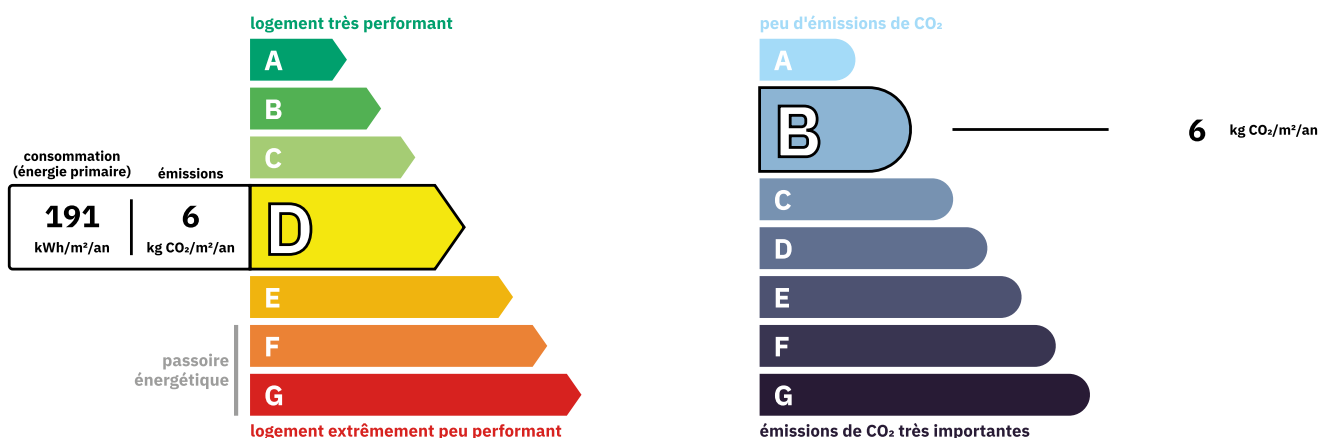 logement très performant
A
B
C
consommation
(énergie primaire)
émissions
191
kWh/m²/an
6
kg CO₂/m²/an
D
E
F
G
passoire
énergétique
logement extrêmement peu performant
peu d'émissions de CO₂
A
B
6 kg CO₂/m²/an
C
D
E
F
G
émissions de CO₂ très importantes